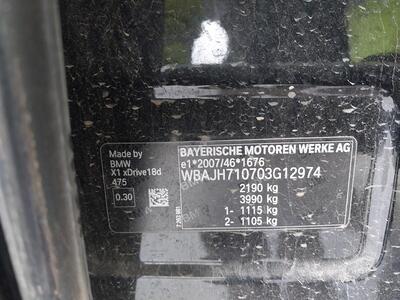 Made by
BMW
X1 xDrive18d
475
0.30
BAYERISCHE MOTOREN WERKE AG
e1*2007/46*1676
WBAJH710703G12974
2190 kg
3990 kg
1- 1115 kg
2- 1105 kg